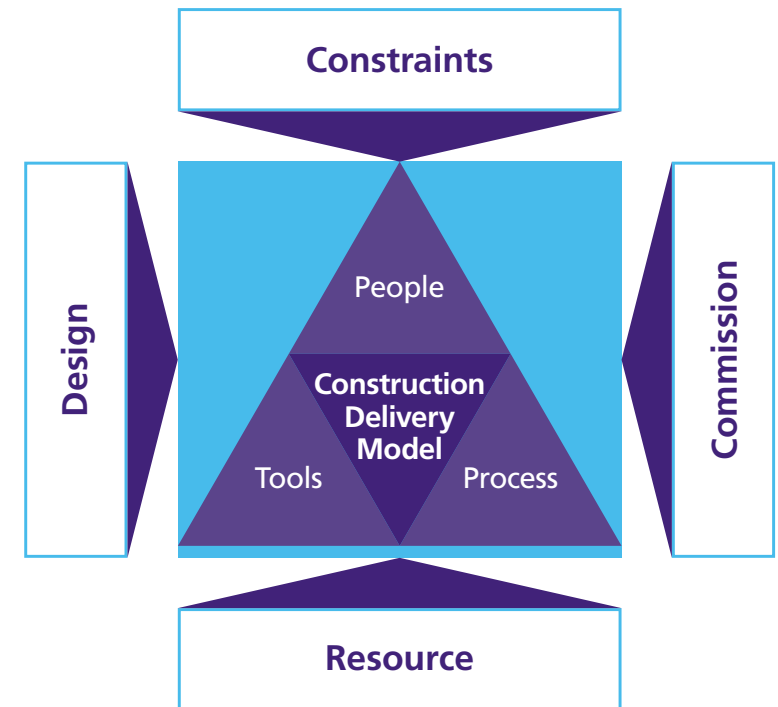 Constraints
Design
People
Construction
Delivery
Model
Tools
Process
Commission
Resource